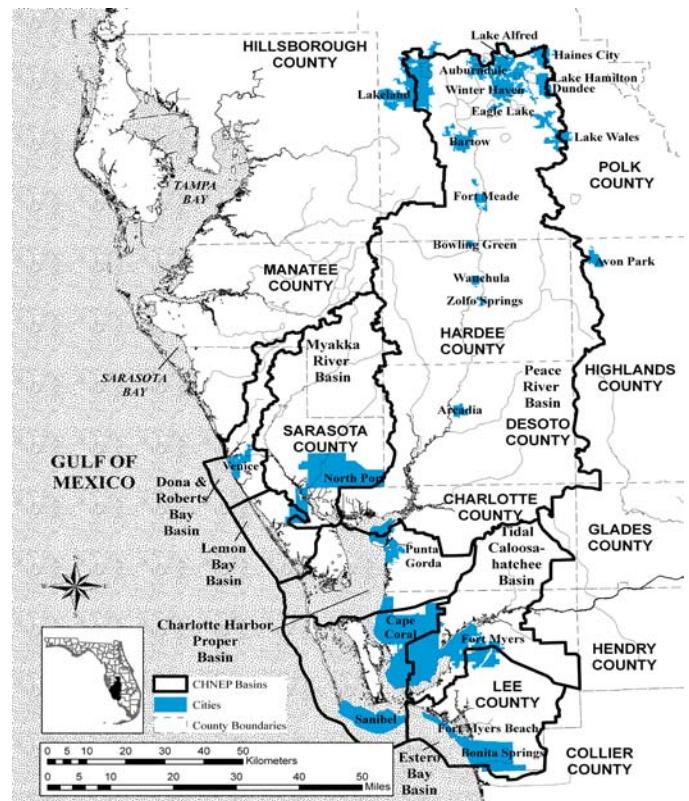 HILLSBOROUGH
COUNTY
Lake Alfred
Haines City
Auburndale
Lake Hamilton
Lakeland
Winter Haven
Dundee
Eagle Lake
Bartow
Lake Wales
POLK
COUNTY
TAMPA
BAY
Fort Meade
Bowling Green
Avon Park
MANATEE
COUNTY
Wauchula
Zolfo Springs
HARDEE
COUNTY
Myakka
River
Basin
SARASOTA
BAY
Peace
River
Basin
HIGHLANDS
COUNTY
Arcadia
DESOTO
COUNTY
SARASOTA
COUNTY
GULF OF
MEXICO
Venice
North Port
Dona &
Roberts
Bay
Basin
CHARLOTTE
COUNTY
GLADES
COUNTY
Lemon
Bay
Basin
Punta
Gorda
Tidal
Caloosa-
hatchee
Basin
N
S
W
E
Charlotte Harbor
Proper
Basin
Cape
Coral
Fort Myers
HENDRY
COUNTY
LEE
COUNTY
CHNEP Basins
Cities
County Boundaries
Sanibel
Fort Myers Beach
Bonita Springs
Estero
Bay
Basin
COLLIER
COUNTY
0 5 10 20 30 40 50
Kilometers
0 5 10 20 30 40 50
Miles